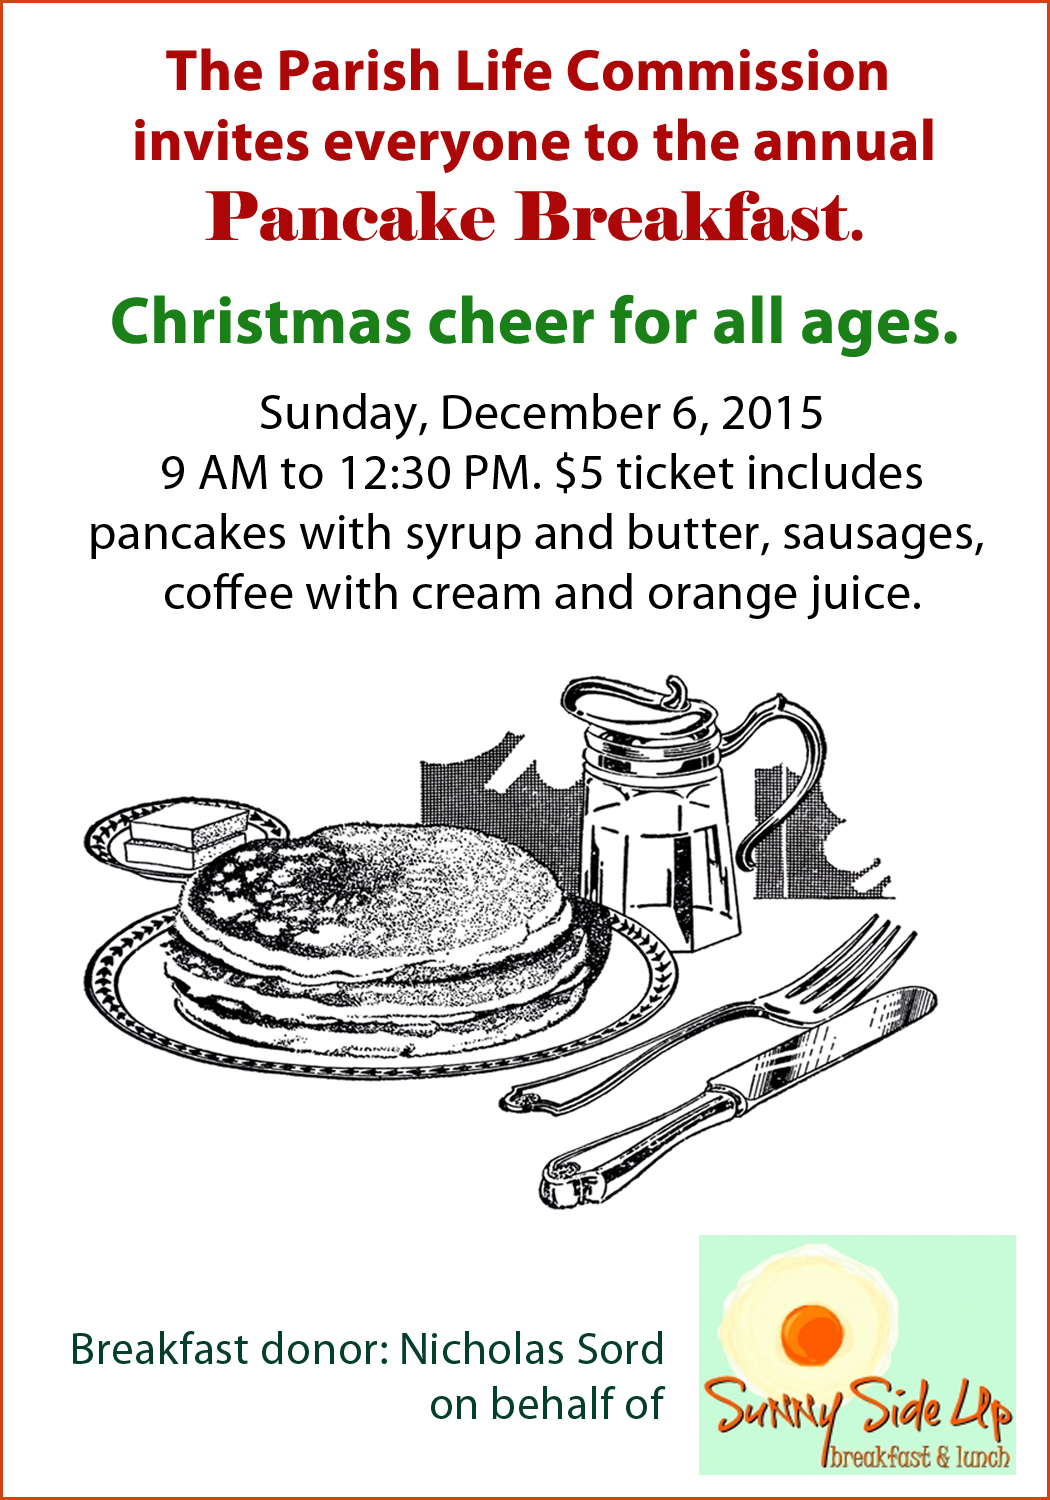 The Parish Life Commission
invites everyone to the annual
Pancake Breakfast.
Christmas cheer for all ages.
Sunday, December 6, 2015
9 AM to 12:30 PM. $5 ticket includes
pancakes with syrup and butter, sausages,
coffee with cream and orange juice.
Breakfast donor: Nicholas Sord
on behalf of
Sunny Side Up
breakfast & lunch